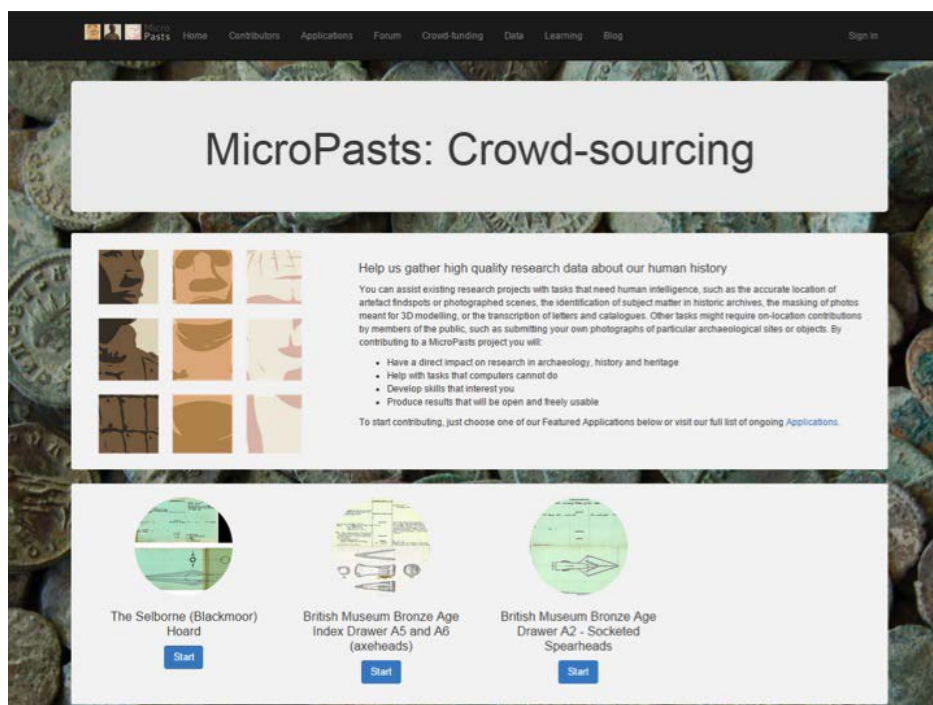 Micro
Pasts
Home Contributors Applications Forum Crowd-funding Data Learning Blog Sign in
MicroPasts: Crowd-sourcing
Help us gather high quality research data about our human history
You can assist existing research projects with tasks that need human intelligence, such as the accurate location of
artefact findspots or photographed scenes, the identification of subject matter in historic archives, the masking of photos
meant for 3D modelling, or the transcription of letters and catalogues. Other tasks might require on-location contributions
by members of the public, such as submitting your own photographs of particular archaeological sites or objects. By
contributing to a MicroPasts project you will:
• Have a direct impact on research in archaeology, history and heritage
• Help with tasks that computers cannot do
• Develop skills that interest you
• Produce results that will be open and freely usable
To start contributing, just choose one of our Featured Applications below or visit our full list of ongoing Applications.
The Selborne (Blackmoor)
Hoard
Start
British Museum Bronze Age
Index Drawer A5 and A6
(axeheads)
Start
British Museum Bronze Age
Drawer A2 - Socketed
Spearheads
Start